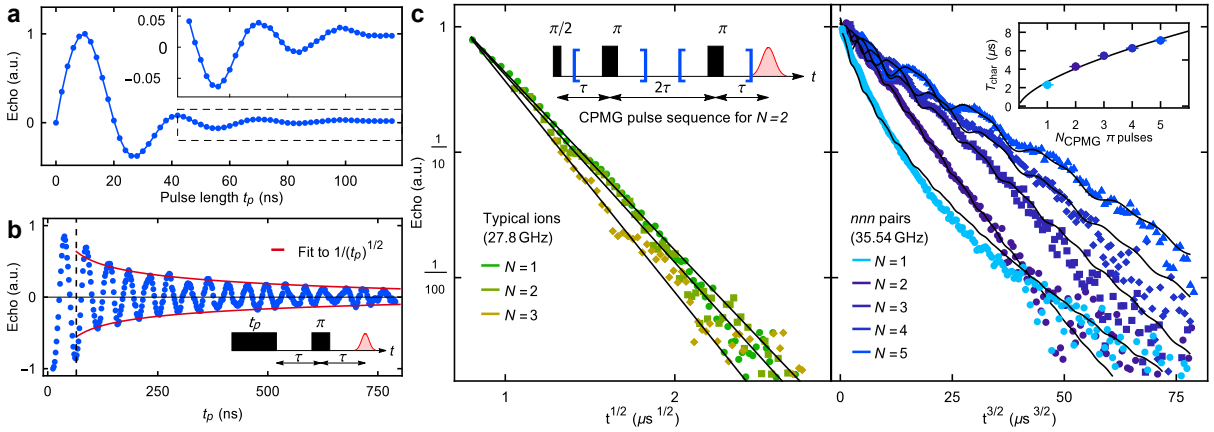 a
Echo (a.u.)
1
0
0.04
0
−0.05
0
20
40
60
80
100
Pulse length tp (ns)
b
Echo (a.u.)
1
0
−1
Fit to 1/(tp)^1/2
tp
π
τ
τ
t
0
250
500
750
tp (ns)
c
Echo (a.u.)
1
1/10
1/100
π/2
π
π
t
τ
2τ
τ
CPMG pulse sequence for N=2
Typical ions
(27.8 GHz)
N = 1
N = 2
N = 3
1
2
t^1/2 (μs^1/2)
Tchar (μs)
8
6
4
2
0
1 2 3 4 5
NCPMG π pulses
nnn pairs
(35.54 GHz)
N = 1
N = 2
N = 3
N = 4
N = 5
0
25
50
75
t^3/2 (μs^3/2)